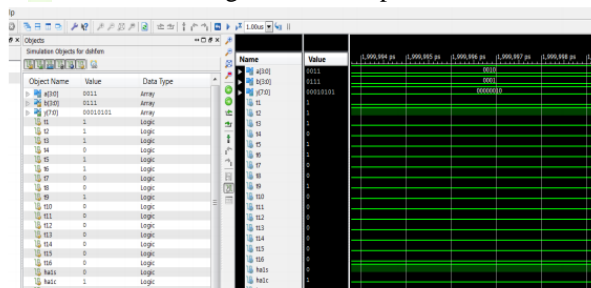 1.00us
Objects
Simulation Objects for dshfsm
Object Name Value Data Type
a[3:0] 0011 Array
b[3:0] 0111 Array
y[7:0] 00010101 Array
t1 1 Logic
t2 1 Logic
t3 1 Logic
t4 0 Logic
t5 1 Logic
t6 1 Logic
t7 0 Logic
t8 0 Logic
t9 1 Logic
t10 0 Logic
t11 0 Logic
t12 0 Logic
t13 0 Logic
t14 0 Logic
t15 0 Logic
t16 0 Logic
ha1s 0 Logic
ha1c 1 Logic
Name Value 1,999,994 ps 1,999,995 ps 1,999,996 ps 1,999,997 ps 1,999,998 ps
a[3:0] 0011 0010
b[3:0] 0111 0001
y[7:0] 00010101 00000010
t1 1
t2 1
t3 1
t4 0
t5 1
t6 1
t7 0
t8 0
t9 1
t10 0
t11 0
t12 0
t13 0
t14 0
t15 0
t16 0
ha1s 0
ha1c 1